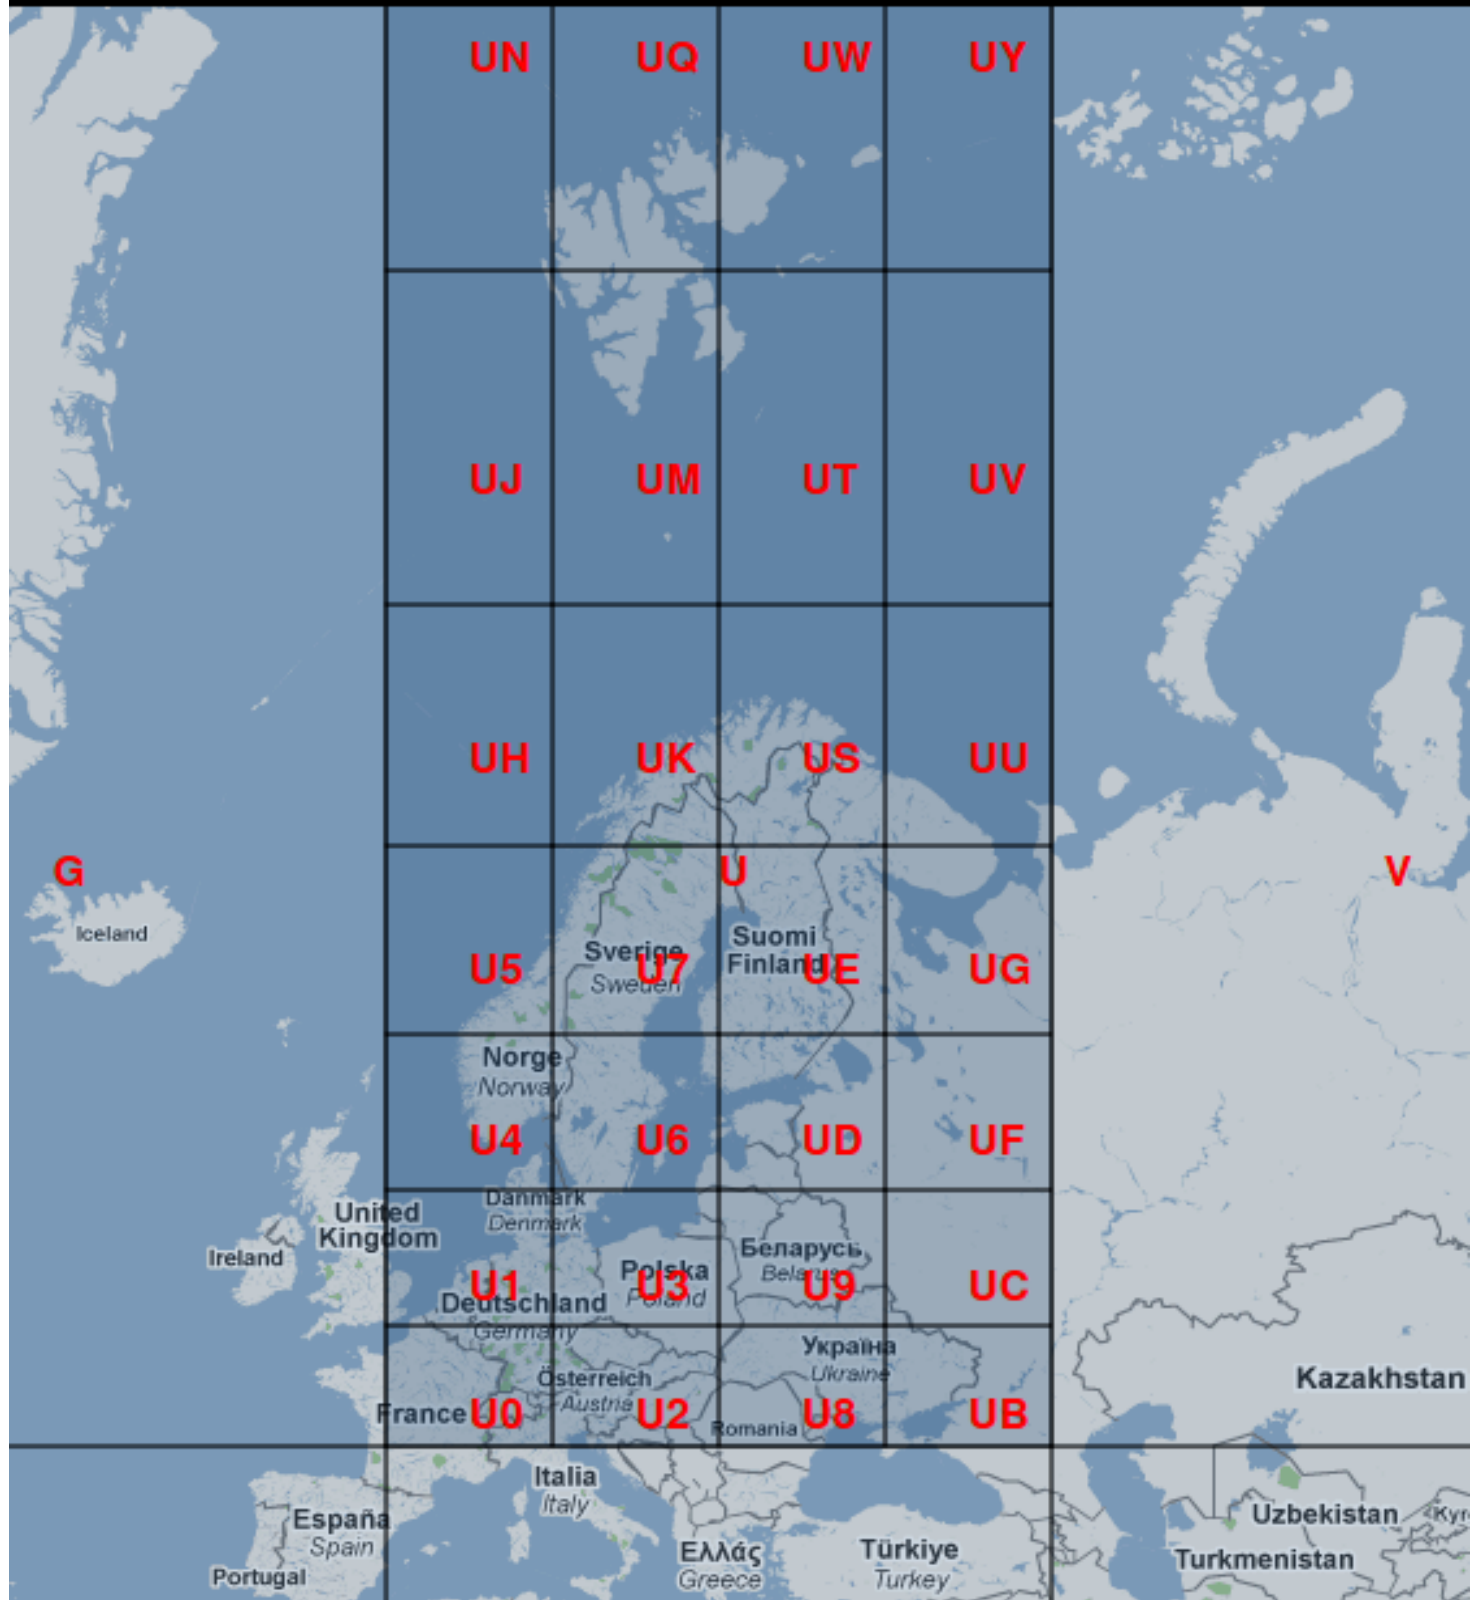 UN UQ UW UY
UJ UM UT UV
UH UK US UU
G U V
Iceland
Suomi
Finland
Sverige
Sweden
U5 U7 UE UG
Norge
Norway
U4 U6 UD UF
Danmark
Denmark
United
Kingdom
Ireland
Беларусь
Belarus
Polska
Poland
U1 U3 U9 UC
Deutschland
Germany
Україна
Ukraine
Österreich
Austria
Kazakhstan
France U0 U2 U8 UB
Romania
Italia
Italy
España
Spain
Uzbekistan
Portugal
Ελλάς
Greece
Türkiye
Turkey
Turkmenistan